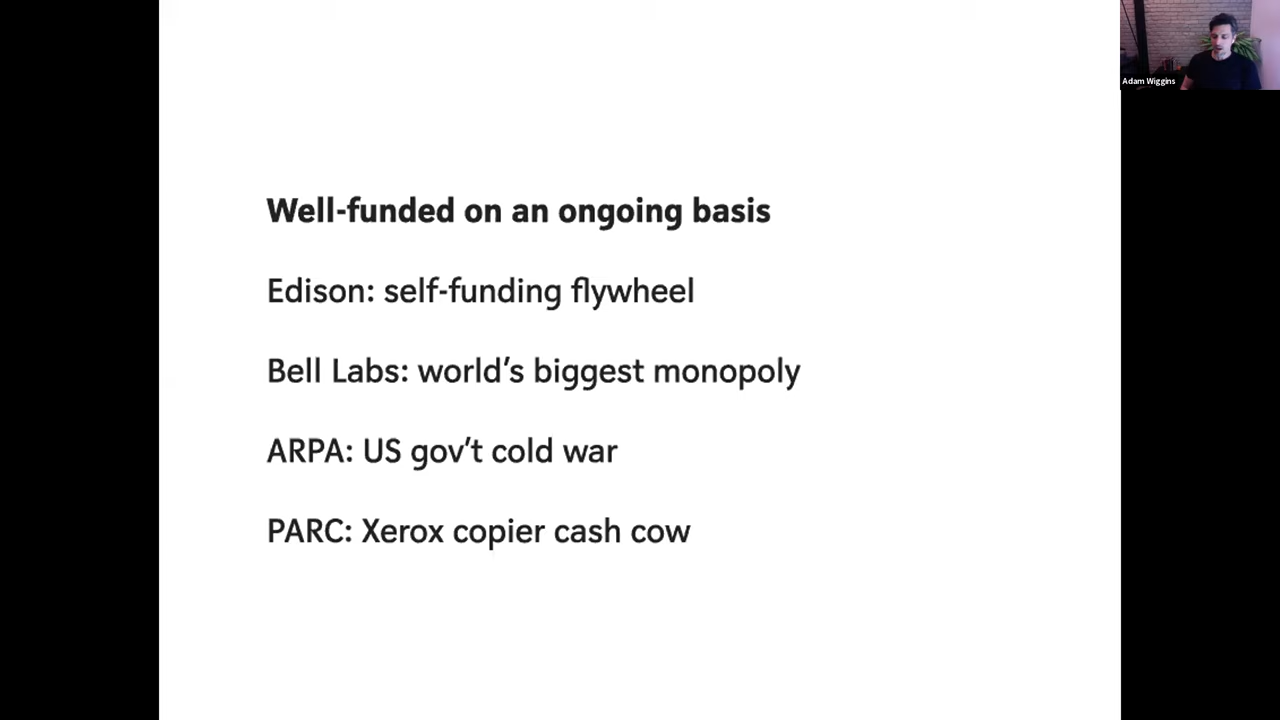 Adam Wiggins
Well-funded on an ongoing basis
Edison: self-funding flywheel
Bell Labs: world’s biggest monopoly
ARPA: US gov’t cold war
PARC: Xerox copier cash cow